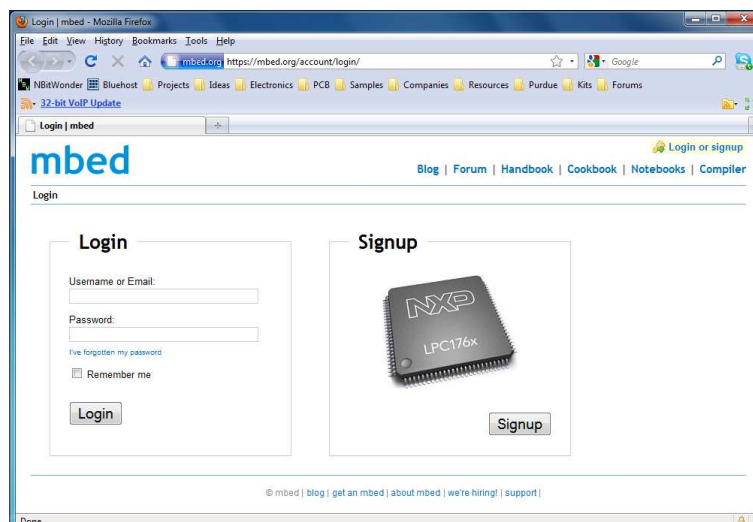 Login | mbed - Mozilla Firefox
File Edit View History Bookmarks Tools Help
mbed.org https://mbed.org/account/login/
Google
NBitWonder Bluehost Projects Ideas Electronics PCB Samples Companies Resources Purdue Kits Forums
32-bit VoIP Update
Login | mbed
Login or signup
mbed
Blog | Forum | Handbook | Cookbook | Notebooks | Compiler
Login
Login
Username or Email:
Password:
I've forgotten my password
Remember me
Login
Signup
NXP
LPC176x
Signup
© mbed | blog | get an mbed | about mbed | we're hiring! | support |
Done